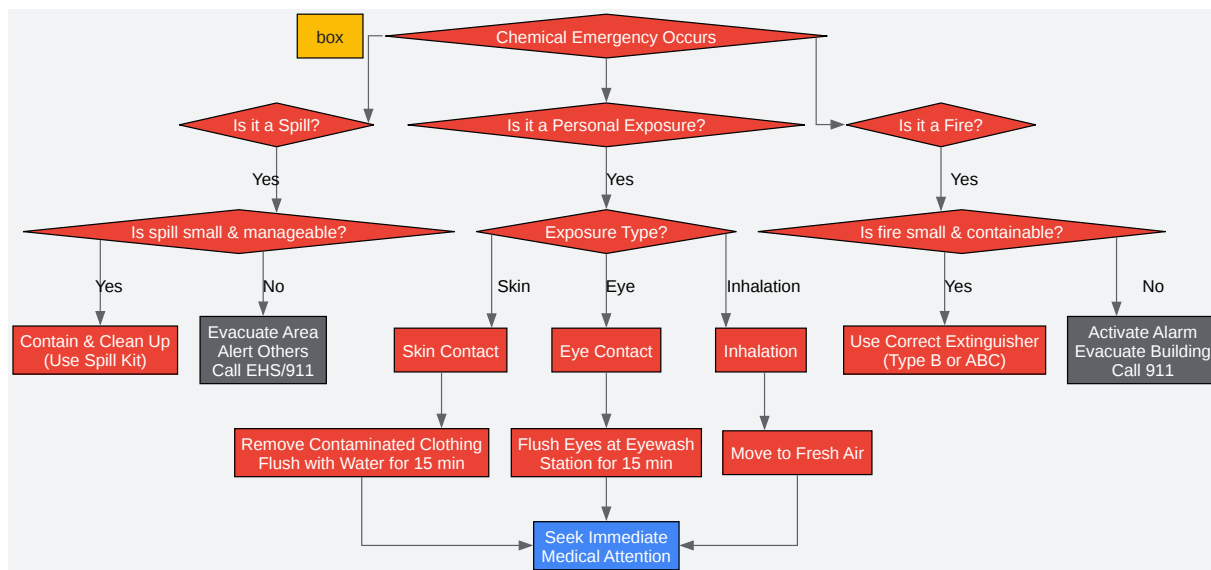 box
Chemical Emergency Occurs
Is it a Spill?
Is it a Personal Exposure?
Is it a Fire?
Yes
Yes
Yes
Is spill small & manageable?
Exposure Type?
Is fire small & containable?
Yes
No
Skin
Eye
Inhalation
Yes
No
Contain & Clean Up
(Use Spill Kit)
Evacuate Area
Alert Others
Call EHS/911
Skin Contact
Eye Contact
Inhalation
Use Correct Extinguisher
(Type B or ABC)
Activate Alarm
Evacuate Building
Call 911
Remove Contaminated Clothing
Flush with Water for 15 min
Flush Eyes at Eyewash
Station for 15 min
Move to Fresh Air
Seek Immediate
Medical Attention